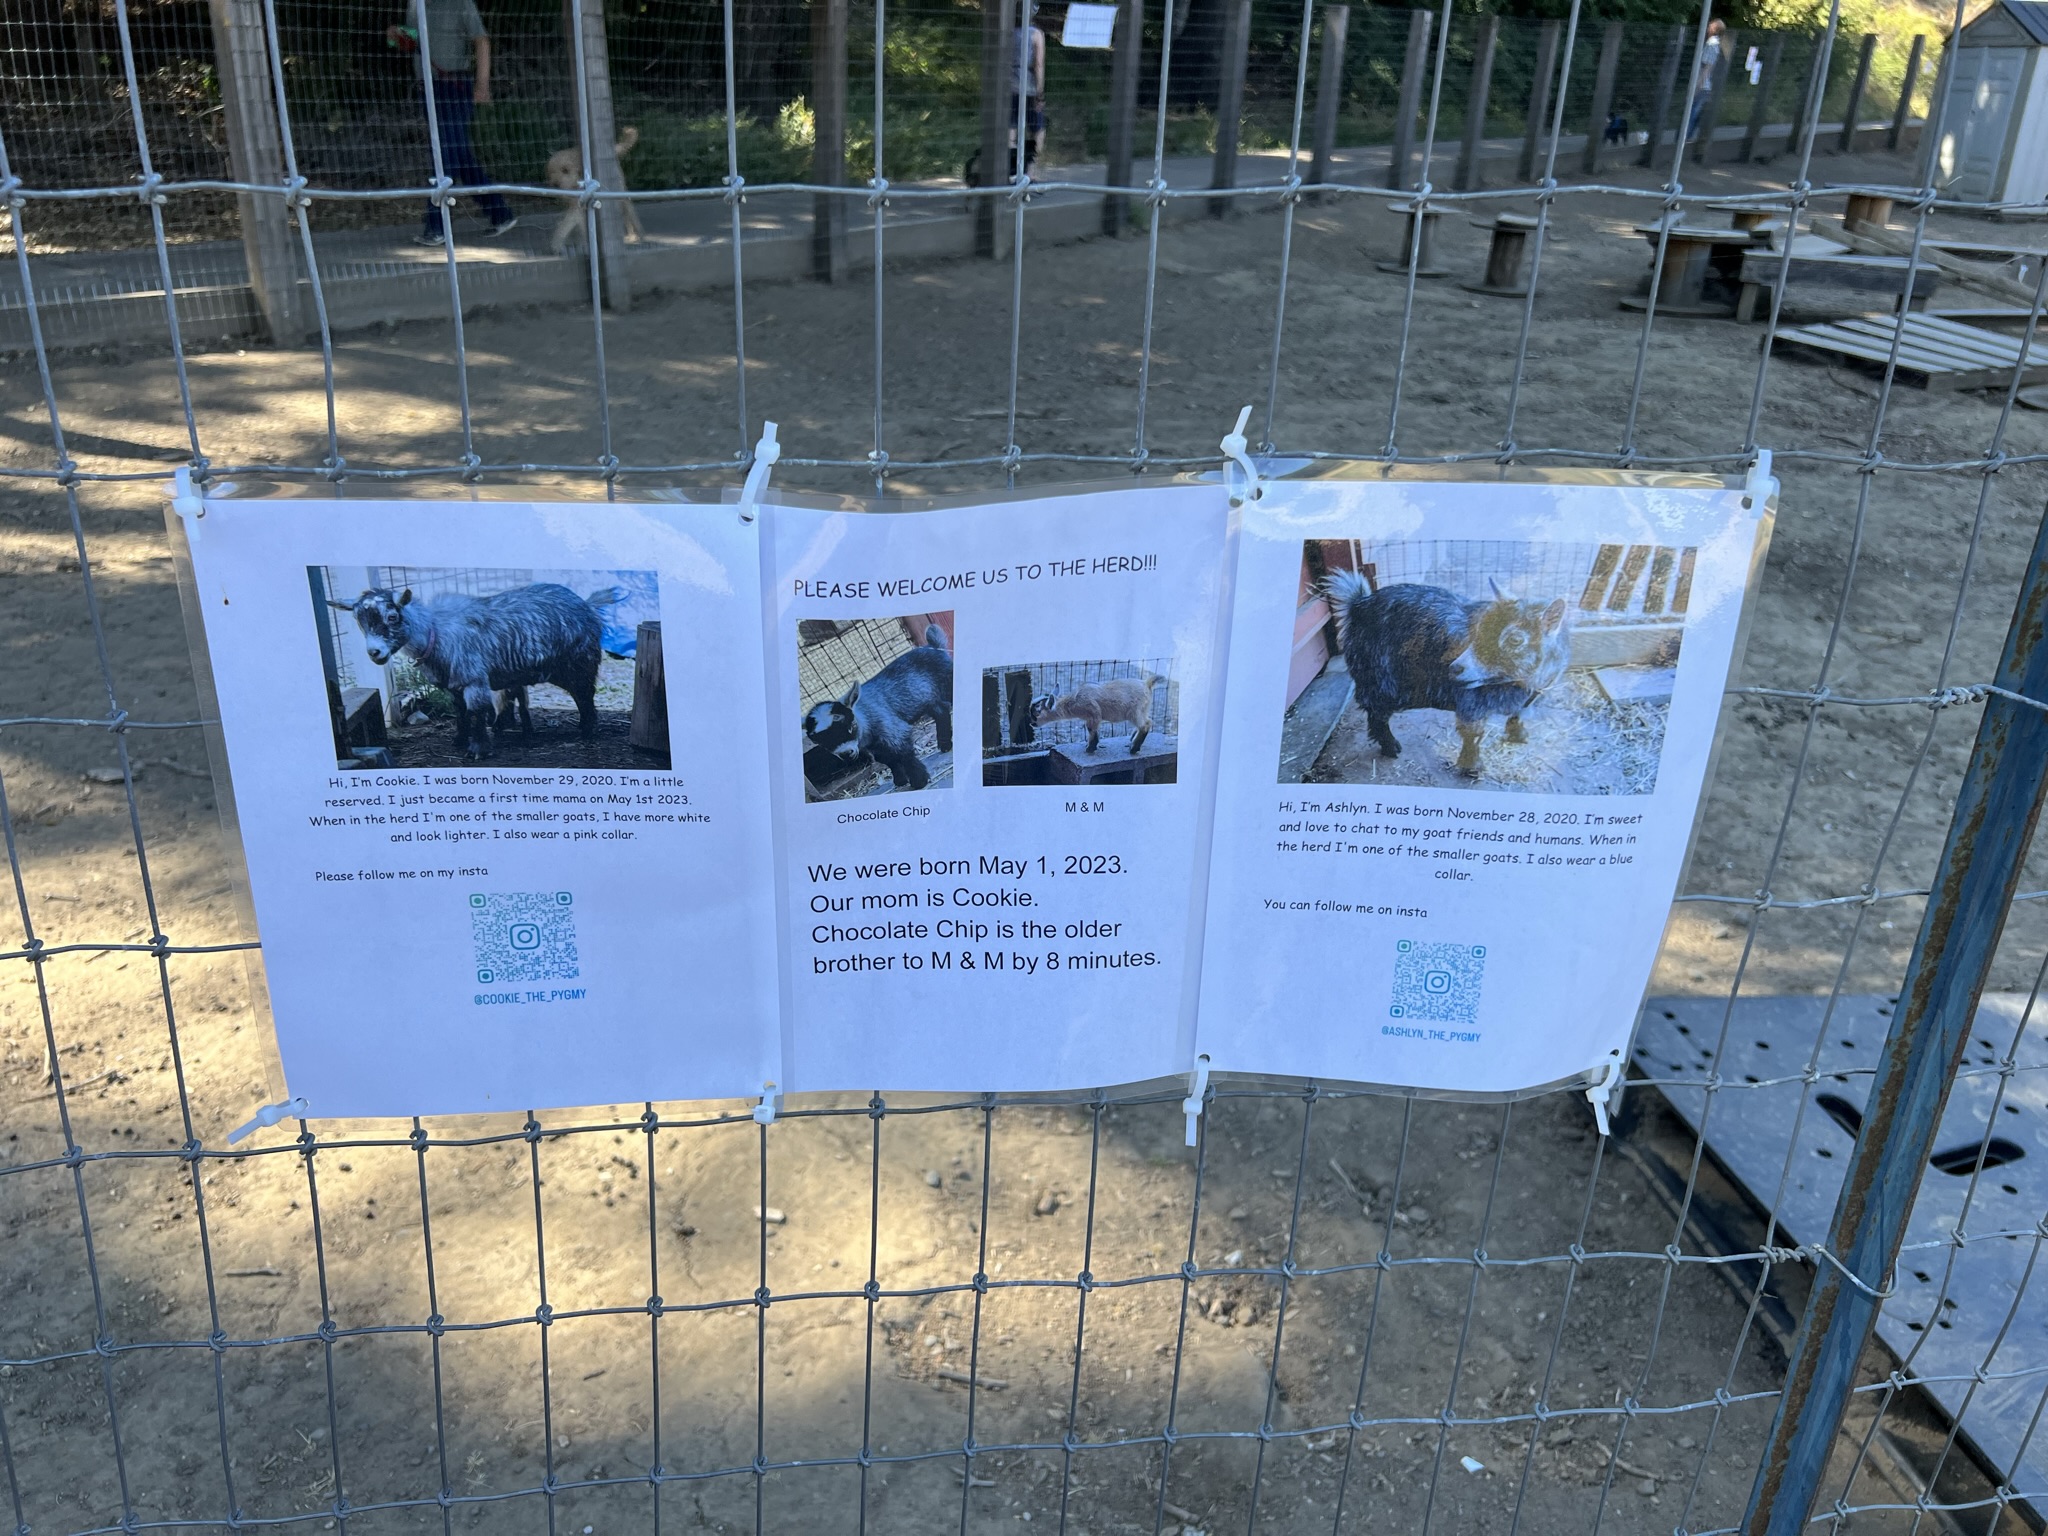 Hi, I'm Cookie. I was born November 29, 2020. I'm a little
reserved. I just became a first time mama on May 1st 2023.
When in the herd I'm one of the smaller goats, I have more white
and look lighter. I also wear a pink collar.
Please follow me on my insta
@COOKIE_THE_PYGMY
PLEASE WELCOME US TO THE HERD!!!
Chocolate Chip
M & M
We were born May 1, 2023.
Our mom is Cookie.
Chocolate Chip is the older
brother to M & M by 8 minutes.
Hi, I'm Ashlyn. I was born November 28, 2020. I'm sweet
and love to chat to my goat friends and humans. When in
the herd I'm one of the smaller goats. I also wear a blue
collar.
You can follow me on insta
@ASHLYN_THE_PYGMY